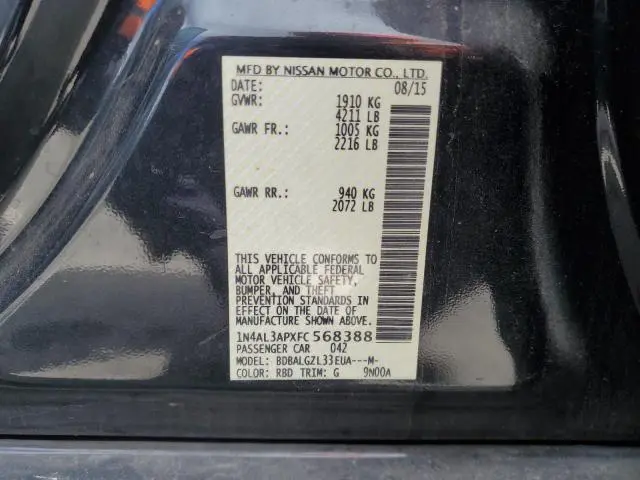 MFD BY NISSAN MOTOR CO., LTD.
DATE: 08/15
GVWR: 1910 KG
4211 LB
GAWR FR.: 1005 KG
2216 LB
GAWR RR.: 940 KG
2072 LB
THIS VEHICLE CONFORMS TO
ALL APPLICABLE FEDERAL
MOTOR VEHICLE SAFETY,
BUMPER, AND THEFT
PREVENTION STANDARDS IN
EFFECT ON THE DATE OF
MANUFACTURE SHOWN ABOVE.
1N4AL3APXFC568388
PASSENGER CAR 042
MODEL: BDBALGZL33EUA---M-
COLOR: RBD TRIM: G 9N00A